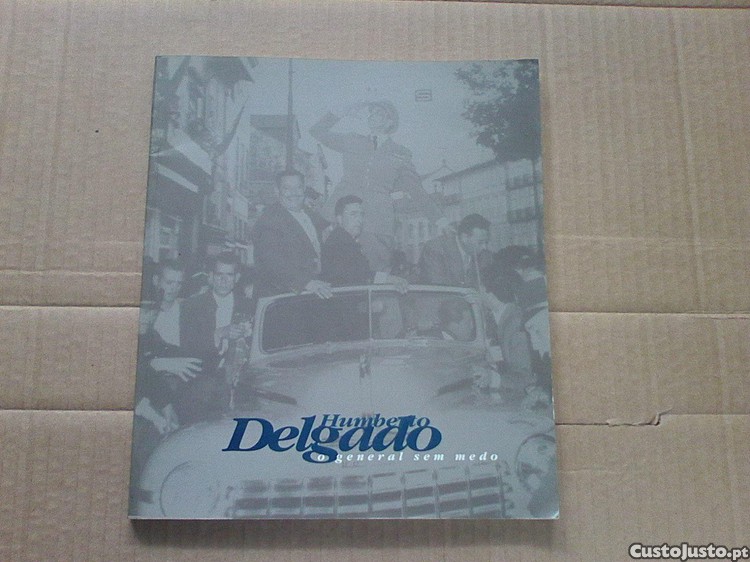 Humberto
Delgado
o general sem medo
CustoJusto.pt